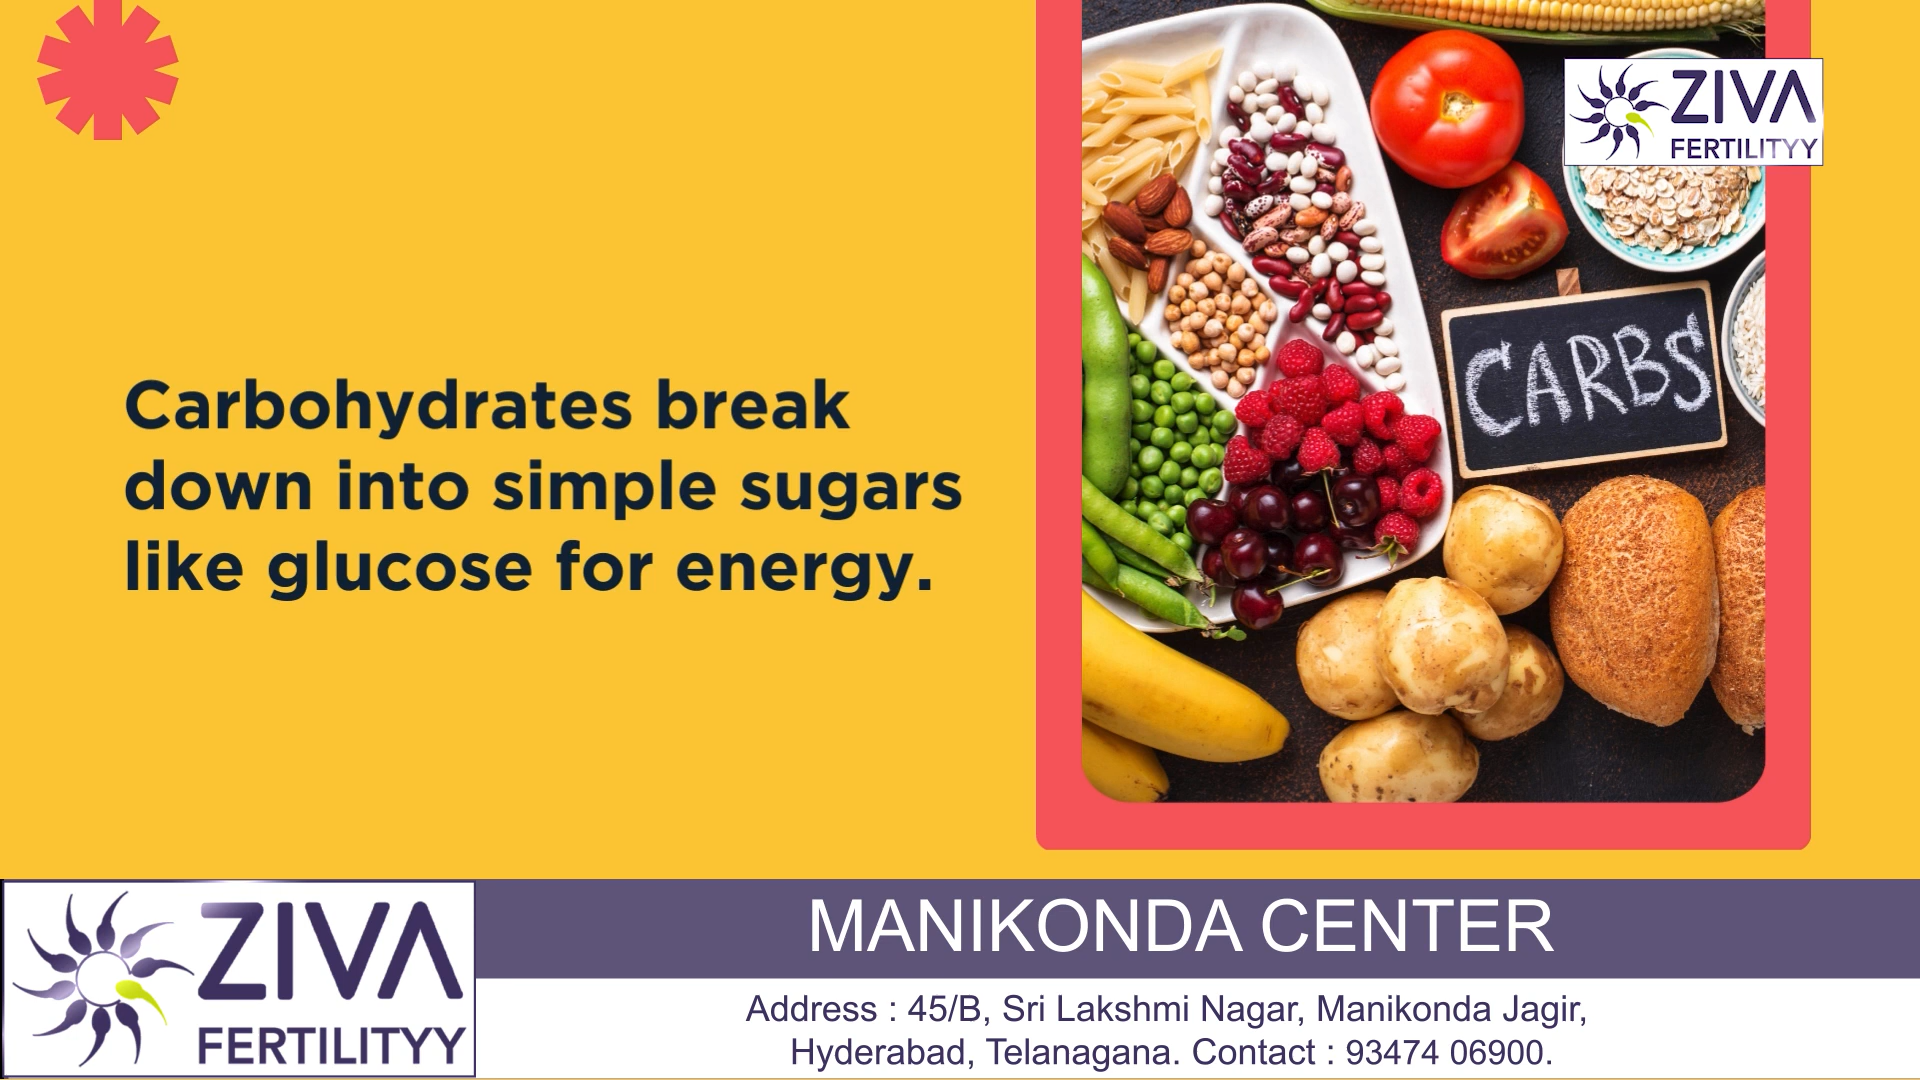 ZIVA
FERTILITYY
CARBS
Carbohydrates break
down into simple sugars
like glucose for energy.
ZIVA
FERTILITYY
MANIKONDA CENTER
Address : 45/B, Sri Lakshmi Nagar, Manikonda Jagir,
Hyderabad, Telanagana. Contact : 93474 06900.